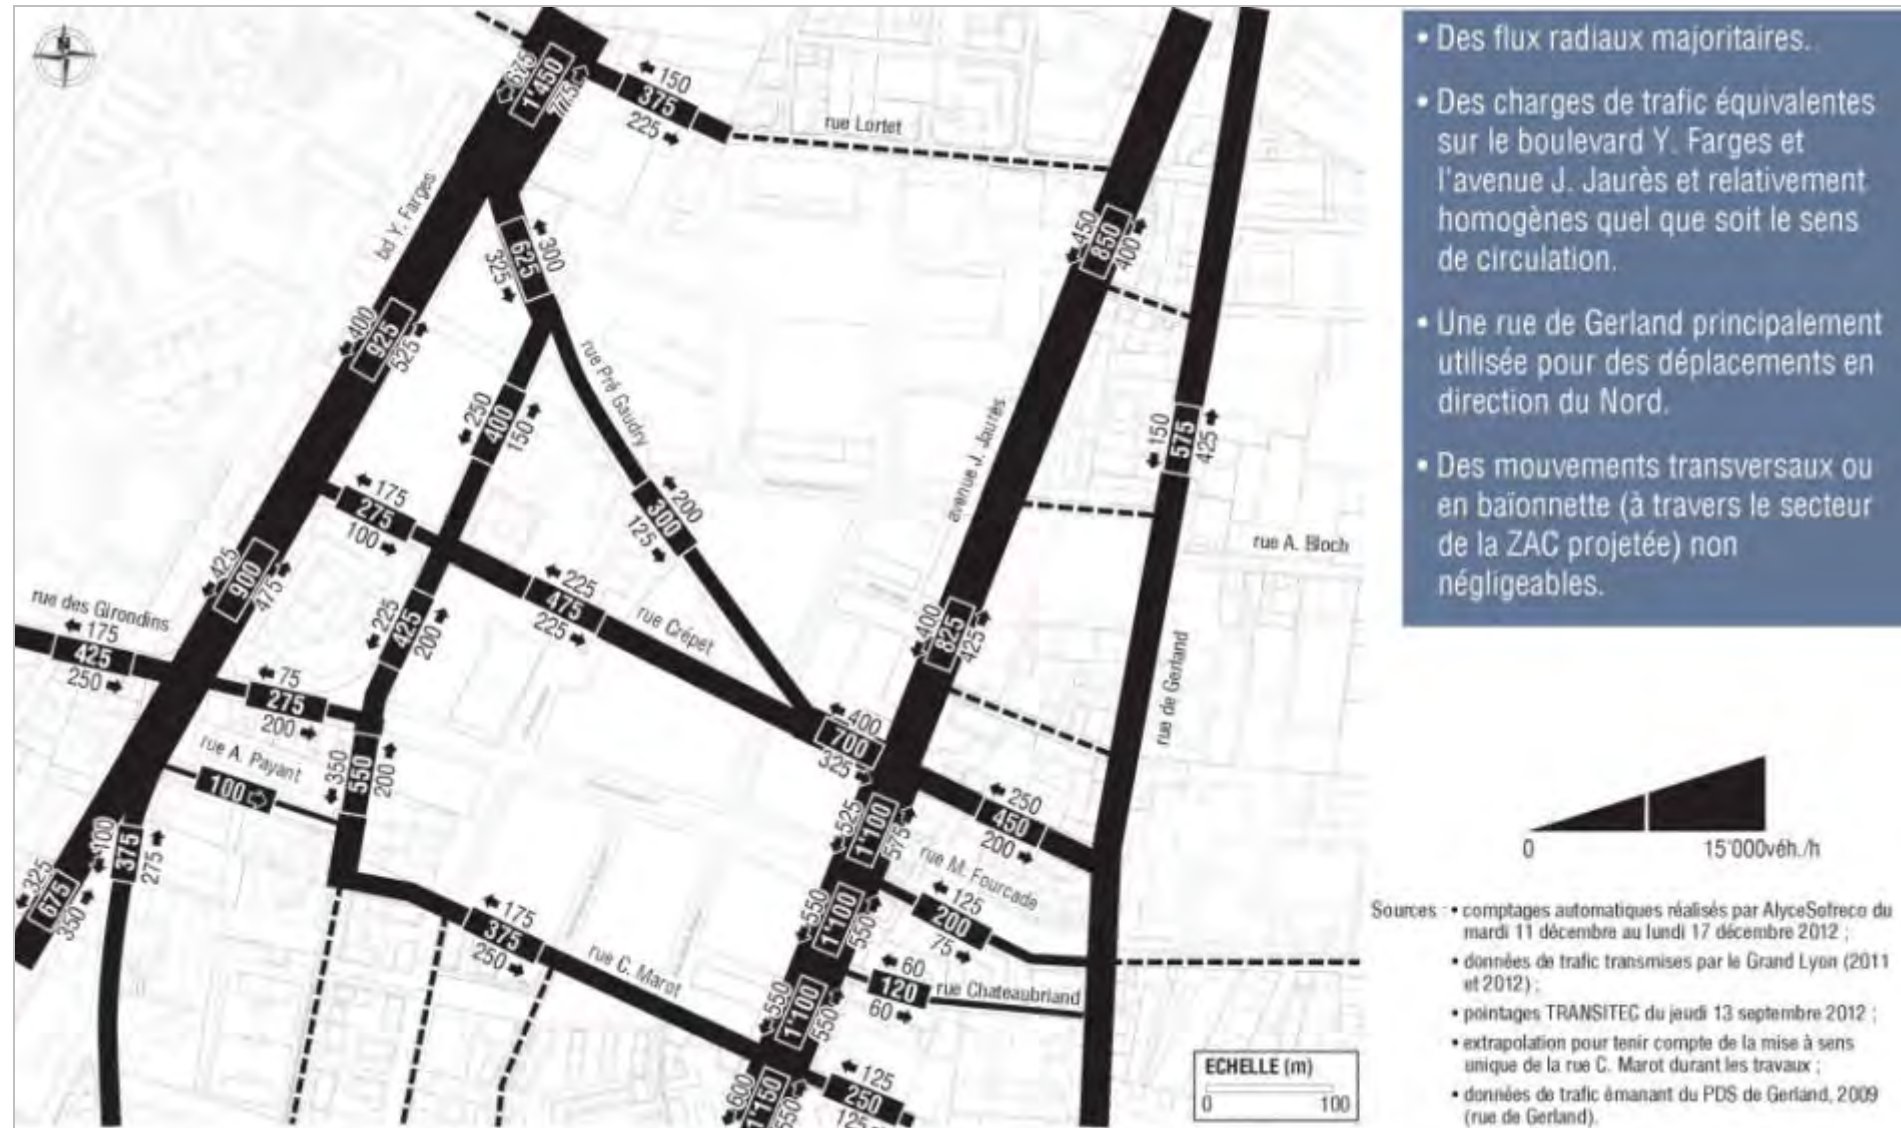 N
675
1'450
775
150
375
225
rue Lortet
bd Y. Farges
300
625
325
450
850
400
400
925
525
rue Pré Gaudry
250
400
150
avenue J. Jaurès
150
575
425
175
275
100
200
300
125
rue A. Bloch
425
900
475
225
475
225
rue Crépet
rue des Girondins
175
425
250
225
425
200
400
825
425
rue de Gerland
75
275
200
rue A. Payant
100
350
550
200
400
700
325
250
450
200
525
1'100
575
rue M. Fourcade
125
200
75
100
375
275
325
675
350
175
375
250
rue C. Marot
550
1'100
550
60
120
60
rue Chateaubriand
550
1'100
550
125
250
125
600
1'150
550
ECHELLE (m)
0 100
• Des flux radiaux majoritaires.
• Des charges de trafic équivalentes
sur le boulevard Y. Farges et
l'avenue J. Jaurès et relativement
homogènes quel que soit le sens
de circulation.
• Une rue de Gerland principalement
utilisée pour des déplacements en
direction du Nord.
• Des mouvements transversaux ou
en baïonnette (à travers le secteur
de la ZAC projetée) non
négligeables.
0 15'000véh./h
Sources : • comptages automatiques réalisés par AlyceSofreco du
mardi 11 décembre au lundi 17 décembre 2012 ;
• données de trafic transmises par le Grand Lyon (2011
et 2012) ;
• pointages TRANSITEC du jeudi 13 septembre 2012 ;
• extrapolation pour tenir compte de la mise à sens
unique de la rue C. Marot durant les travaux ;
• données de trafic émanant du PDS de Gerland, 2009
(rue de Gerland).